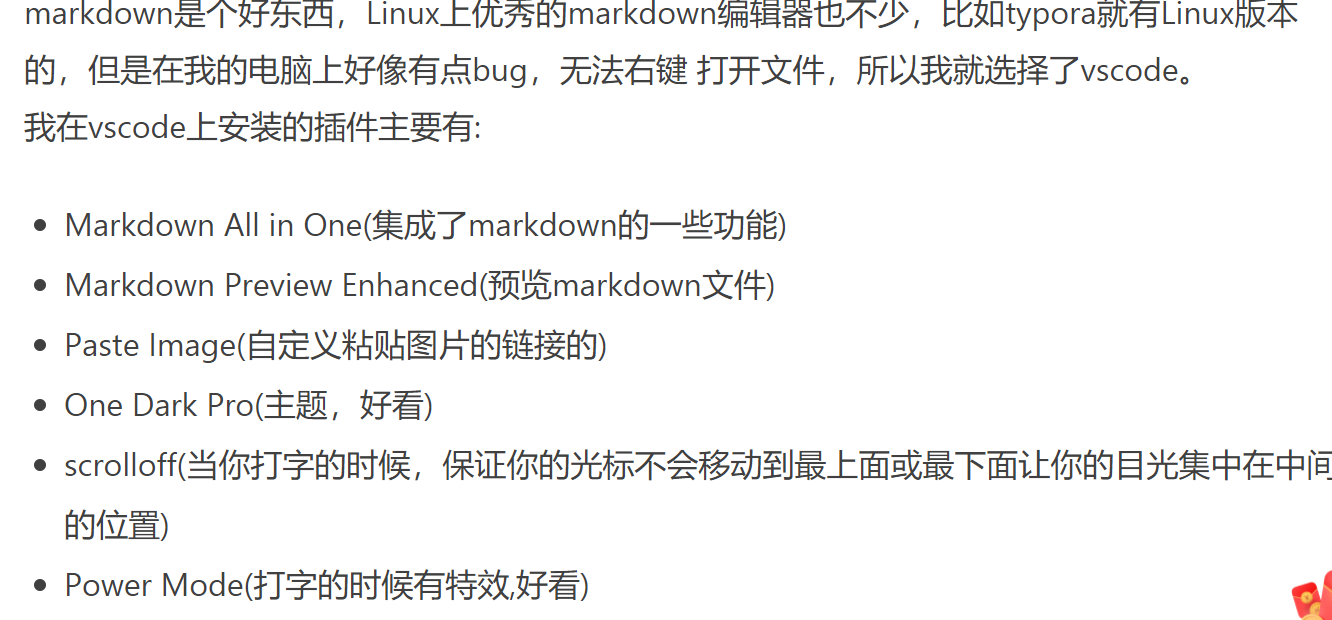 markdown是个好东西，Linux上优秀的markdown编辑器也不少，比如typora就有Linux版本
的，但是在我的电脑上好像有点bug，无法右键 打开文件，所以我就选择了vscode。
我在vscode上安装的插件主要有:
Markdown All in One(集成了markdown的一些功能)
Markdown Preview Enhanced(预览markdown文件)
Paste Image(自定义粘贴图片的链接的)
One Dark Pro(主题，好看)
scrolloff(当你打字的时候，保证你的光标不会移动到最上面或最下面让你的目光集中在中间
的位置)
Power Mode(打字的时候有特效,好看)